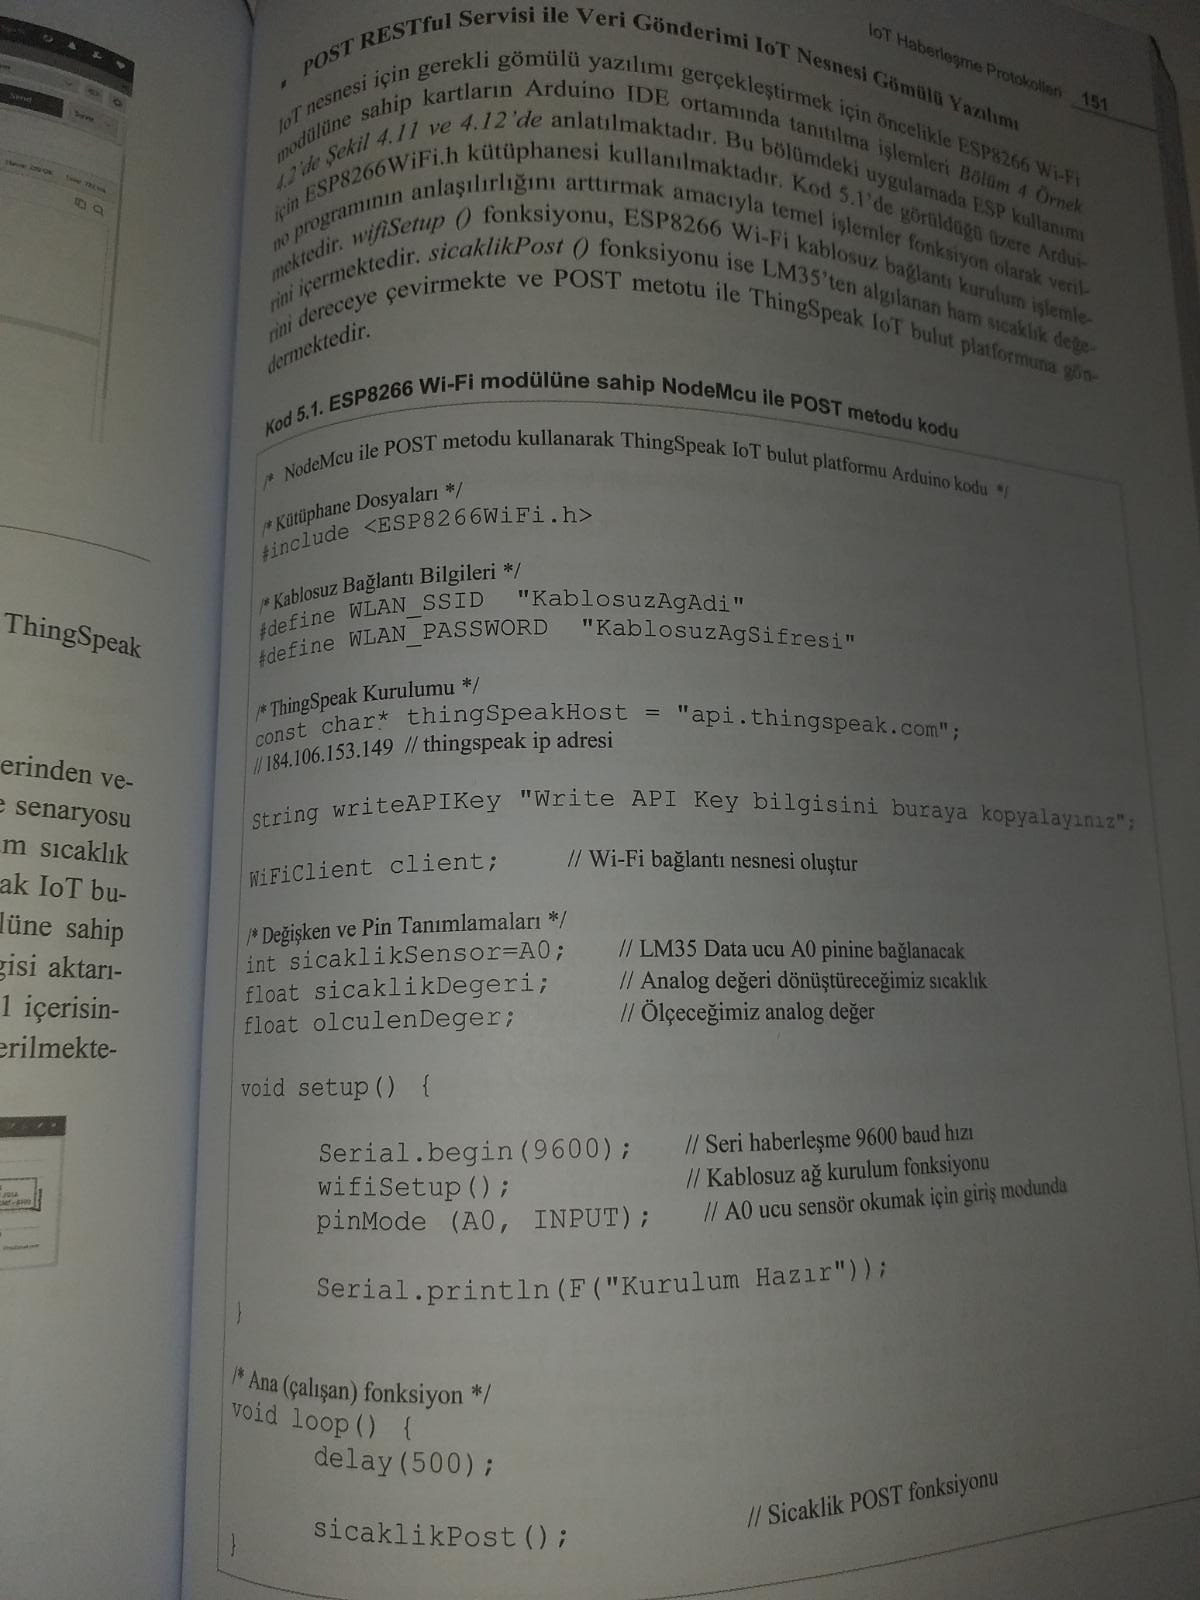 Send
Save
ThingSpeak
erinden ve-
e senaryosu
m sıcaklık
ak IoT bu-
lüne sahip
gisi aktarı-
1 içerisin-
erilmekte-
IoT Haberleşme Protokolleri 151
▪ POST RESTful Servisi ile Veri Gönderimi IoT Nesnesi Gömülü Yazılımı
IoT nesnesi için gerekli gömülü yazılımı gerçekleştirmek için öncelikle ESP8266 Wi-Fi
modülüne sahip kartların Arduino IDE ortamında tanıtılma işlemleri Bölüm 4 Örnek
4.2'de Şekil 4.11 ve 4.12'de anlatılmaktadır. Bu bölümdeki uygulamada ESP kullanımı
için ESP8266WiFi.h kütüphanesi kullanılmaktadır. Kod 5.1'de görüldüğü üzere Ardui-
no programının anlaşılırlığını arttırmak amacıyla temel işlemler fonksiyon olarak veril-
mektedir. wifiSetup () fonksiyonu, ESP8266 Wi-Fi kablosuz bağlantı kurulum işlemle-
rini içermektedir. sicaklikPost () fonksiyonu ise LM35'ten algılanan ham sıcaklık değe-
rini dereceye çevirmekte ve POST metotu ile ThingSpeak IoT bulut platformuna gön-
dermektedir.
Kod 5.1. ESP8266 Wi-Fi modülüne sahip NodeMcu ile POST metodu kodu
/* NodeMcu ile POST metodu kullanarak ThingSpeak IoT bulut platformu Arduino kodu */
/* Kütüphane Dosyaları */
#include <ESP8266WiFi.h>
/* Kablosuz Bağlantı Bilgileri */
#define WLAN_SSID "KablosuzAgAdi"
#define WLAN_PASSWORD "KablosuzAgSifresi"
/* ThingSpeak Kurulumu */
const char* thingSpeakHost = "api.thingspeak.com";
// 184.106.153.149 // thingspeak ip adresi
String writeAPIKey "Write API Key bilgisini buraya kopyalayınız";
WiFiClient client; // Wi-Fi bağlantı nesnesi oluştur
/* Değişken ve Pin Tanımlamaları */
int sicaklikSensor=A0; // LM35 Data ucu A0 pinine bağlanacak
float sicaklikDegeri; // Analog değeri dönüştüreceğimiz sıcaklık
float olculenDeger; // Ölçeceğimiz analog değer
void setup() {
Serial.begin(9600); // Seri haberleşme 9600 baud hızı
wifiSetup(); // Kablosuz ağ kurulum fonksiyonu
pinMode (A0, INPUT); // A0 ucu sensör okumak için giriş modunda
Serial.println(F("Kurulum Hazır"));
}
/* Ana (çalışan) fonksiyon */
void loop() {
delay(500);
sicaklikPost(); // Sicaklik POST fonksiyonu
}